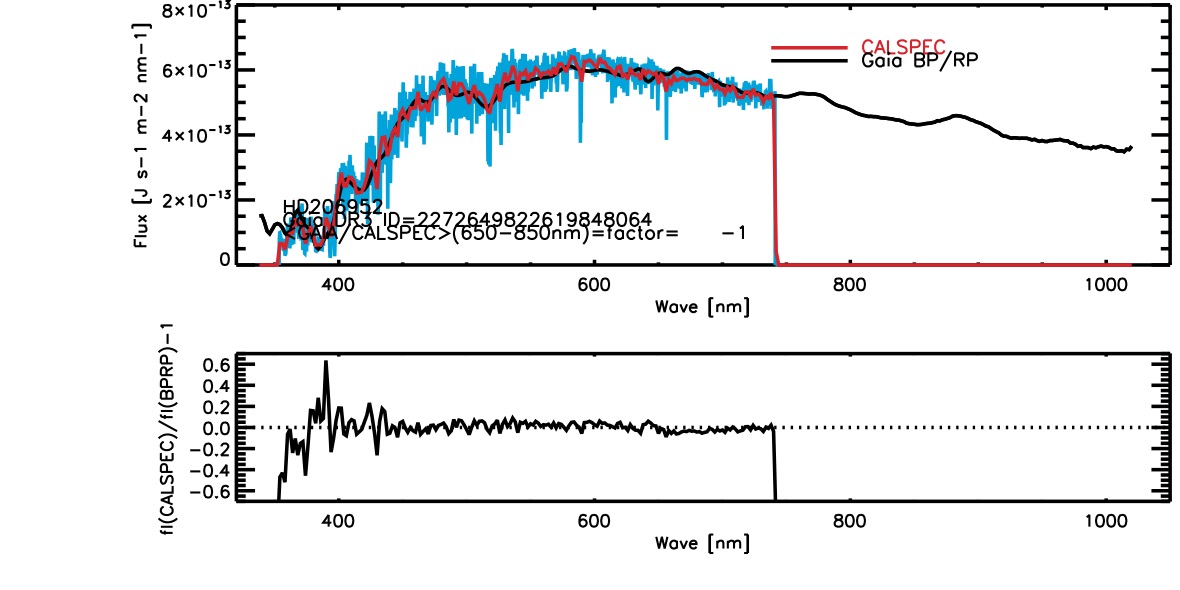 8×10−13
6×10−13
4×10−13
2×10−13
0
Flux [J s−1 m−2 nm−1]
CALSPEC
Gaia BP/RP
HD206952
Gaia DR3 ID=2272649822619848064
<GAIA/CALSPEC>(650−850nm)=factor= −1
400 600 800 1000
Wave [nm]
fl(CALSPEC)/fl(BPRP)−1
0.6
0.4
0.2
0.0
−0.2
−0.4
−0.6
400 600 800 1000
Wave [nm]